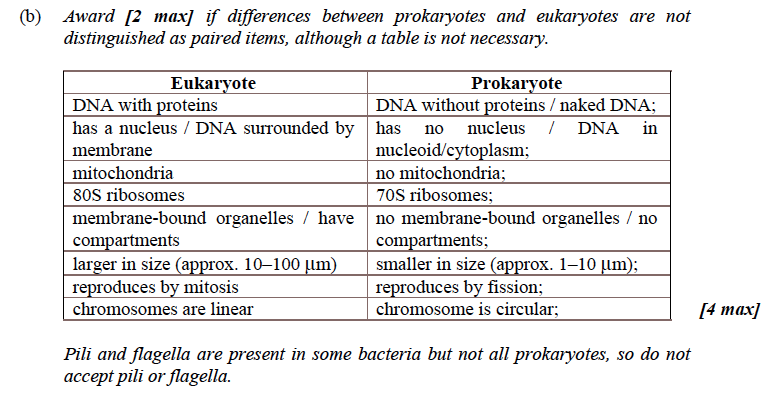 (b) Award [2 max] if differences between prokaryotes and eukaryotes are not
distinguished as paired items, although a table is not necessary.
Eukaryote Prokaryote
DNA with proteins DNA without proteins / naked DNA;
has a nucleus / DNA surrounded by has no nucleus / DNA in
membrane nucleoid/cytoplasm;
mitochondria no mitochondria;
80S ribosomes 70S ribosomes;
membrane-bound organelles / have no membrane-bound organelles / no
compartments compartments;
larger in size (approx. 10–100 μm) smaller in size (approx. 1–10 μm);
reproduces by mitosis reproduces by fission;
chromosomes are linear chromosome is circular; [4 max]
Pili and flagella are present in some bacteria but not all prokaryotes, so do not
accept pili or flagella.